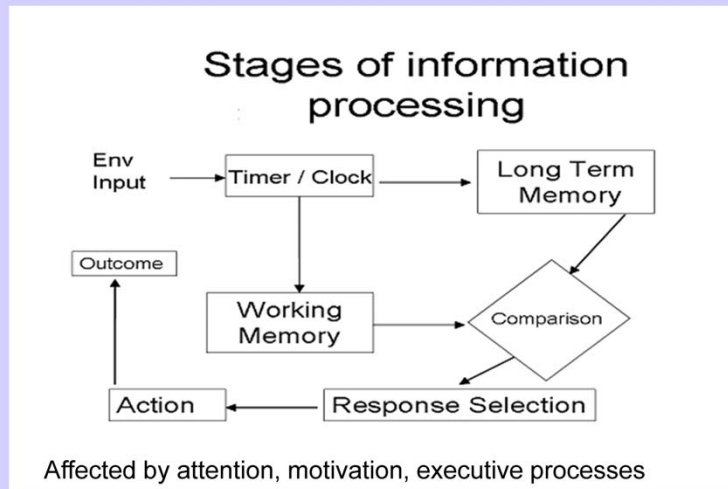 Stages of information
processing
Env
Input
Timer / Clock
Long Term
Memory
Outcome
Working
Memory
Comparison
Action
Response Selection
Affected by attention, motivation, executive processes